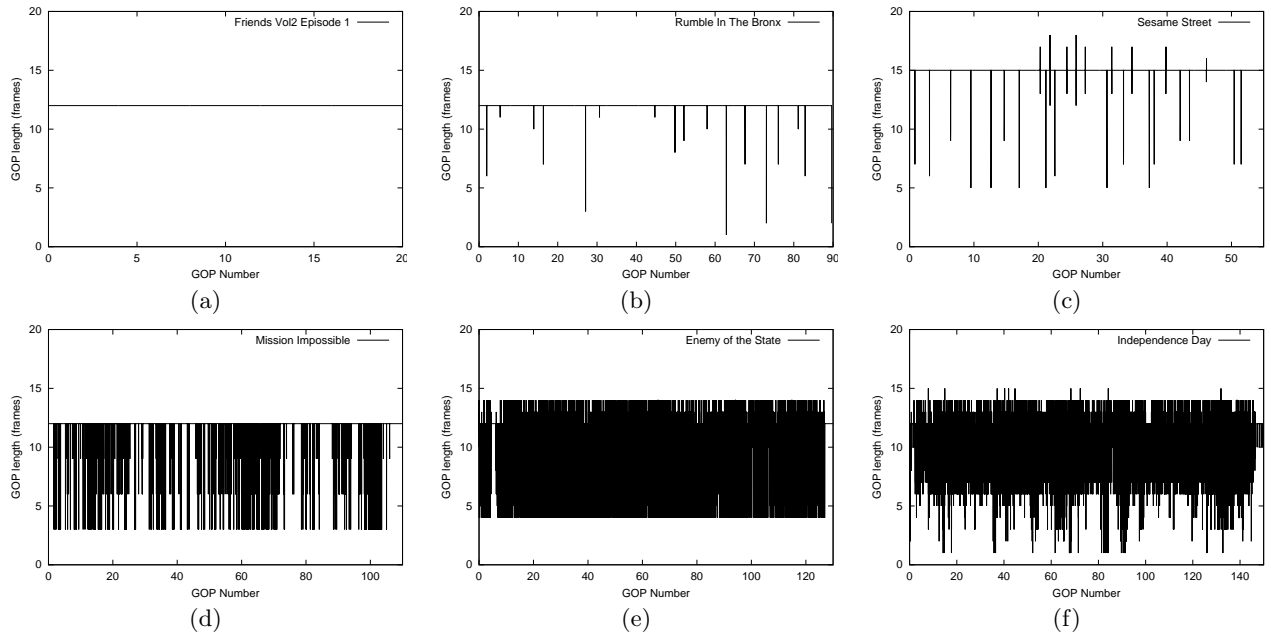 20
15
10
5
0
GOP length (frames)
Friends Vol2 Episode 1
0 5 10 15 20
GOP Number
(a)
20
15
10
5
0
GOP length (frames)
Rumble In The Bronx
0 10 20 30 40 50 60 70 80 90
GOP Number
(b)
20
15
10
5
0
GOP length (frames)
Sesame Street
0 10 20 30 40 50
GOP Number
(c)
20
15
10
5
0
GOP length (frames)
Mission Impossible
0 20 40 60 80 100
GOP Number
(d)
20
15
10
5
0
GOP length (frames)
Enemy of the State
0 20 40 60 80 100 120
GOP Number
(e)
20
15
10
5
0
GOP length (frames)
Independence Day
0 20 40 60 80 100 120 140
GOP Number
(f)